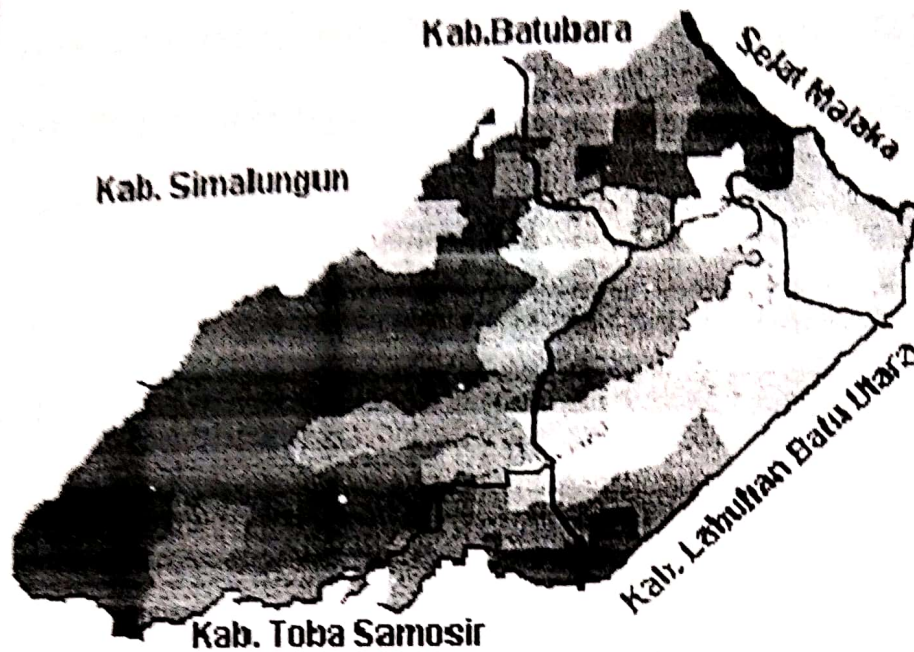 Kab.Batubara
Selat Malaka
Kab. Simalungun
Kab. Labuhan Batu Utara
Kab. Toba Samosir